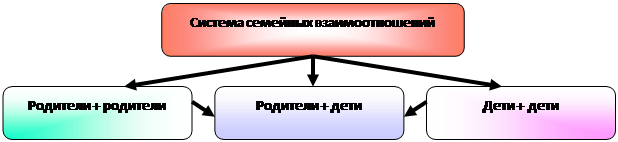 Система семейных взаимоотношений
Родители + родители
Родители + дети
Дети + дети